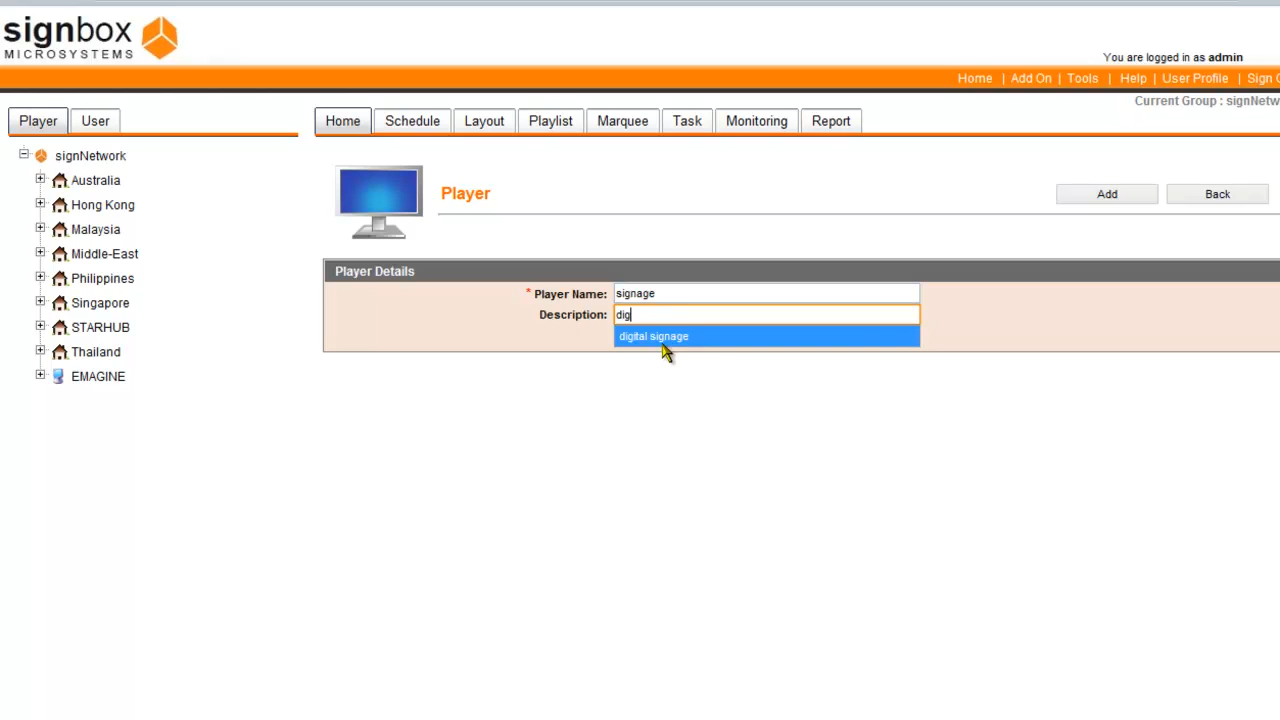 signbox
MICROSYSTEMS
You are logged in as admin
Home | Add On | Tools | Help | User Profile | Sign
Current Group : signNetw
Player User
Home Schedule Layout Playlist Marquee Task Monitoring Report
signNetwork
Australia
Hong Kong
Malaysia
Middle-East
Philippines
Singapore
STARHUB
Thailand
EMAGINE
Player
Add Back
Player Details
* Player Name: signage
Description: dig
digital signage